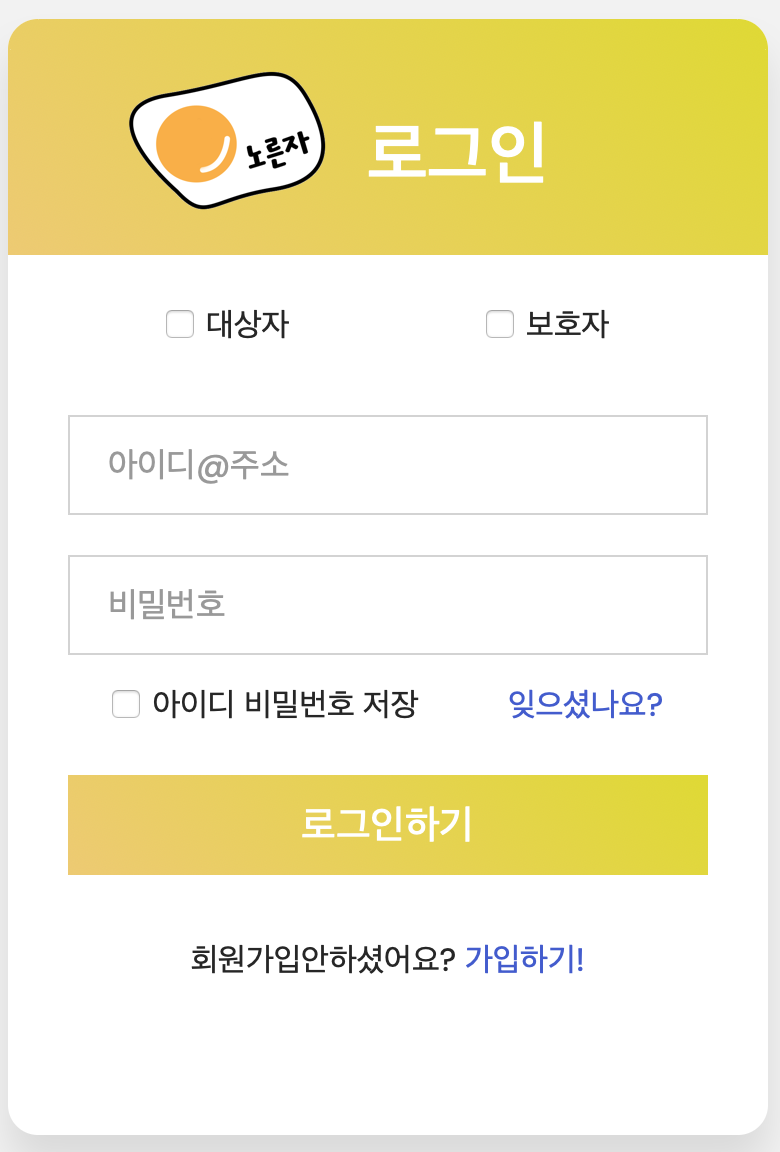 노른자
로그인
대상자 보호자
아이디@주소
비밀번호
아이디 비밀번호 저장 잊으셨나요?
로그인하기
회원가입안하셨어요? 가입하기!